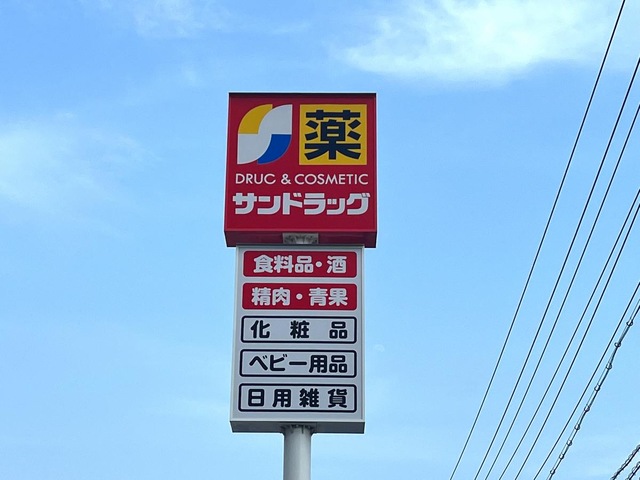 薬
DRUG & COSMETIC
サンドラッグ
食料品・酒
精肉・青果
化粧品
ベビー用品
日用雑貨